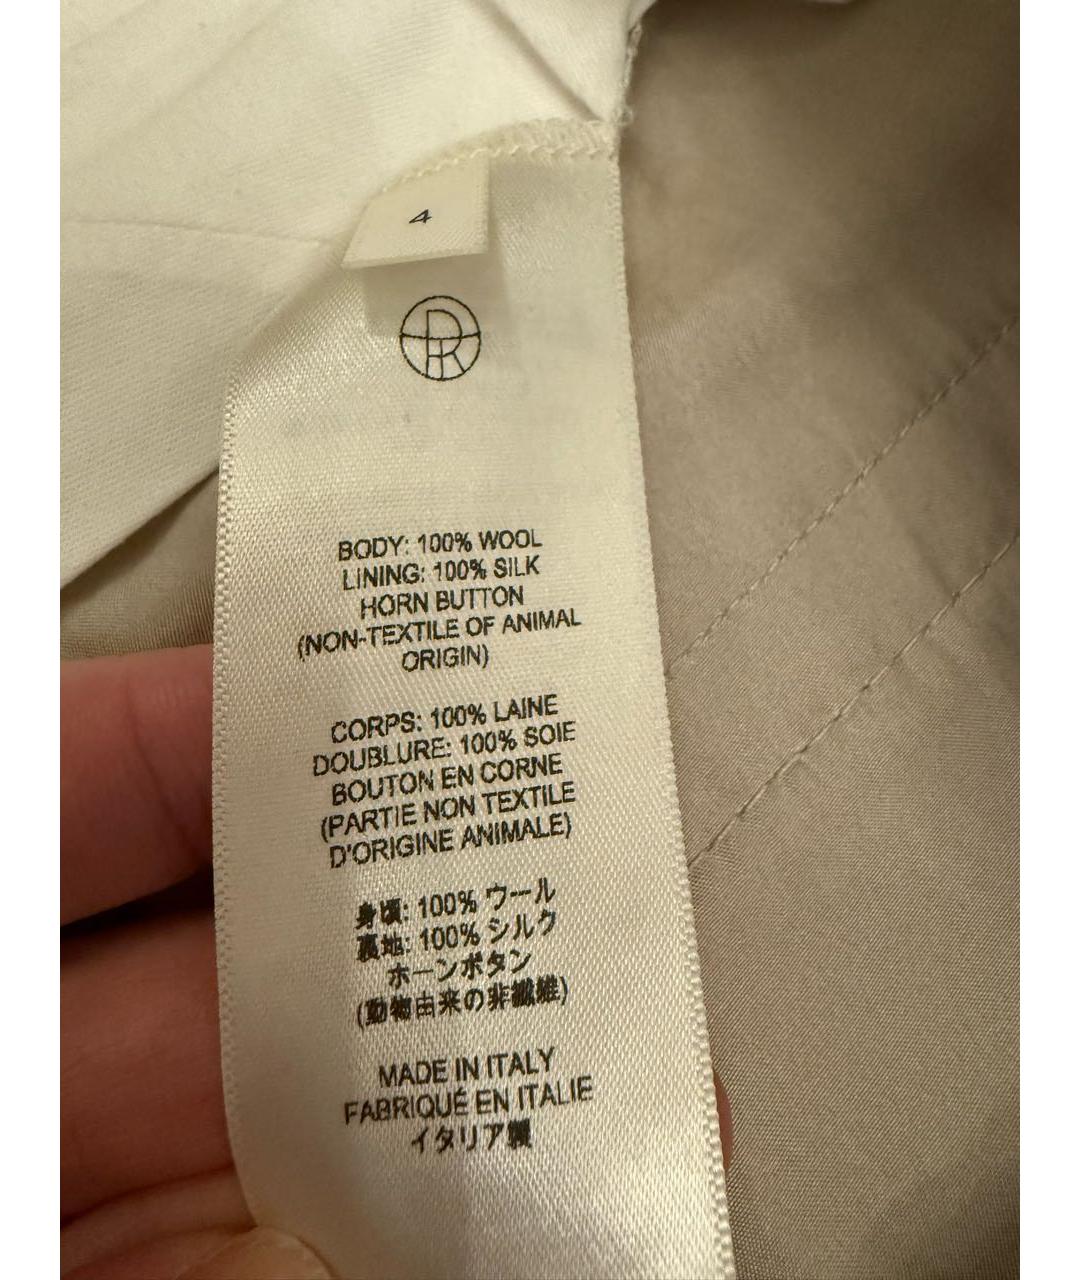 4
BODY: 100% WOOL
LINING: 100% SILK
HORN BUTTON
(NON-TEXTILE OF ANIMAL
ORIGIN)
CORPS: 100% LAINE
DOUBLURE: 100% SOIE
BOUTON EN CORNE
(PARTIE NON TEXTILE
D'ORIGINE ANIMALE)
身頃: 100% ウール
裏地: 100% シルク
ホーンボタン
(動物由来の非繊維)
MADE IN ITALY
FABRIQUÉ EN ITALIE
イタリア製